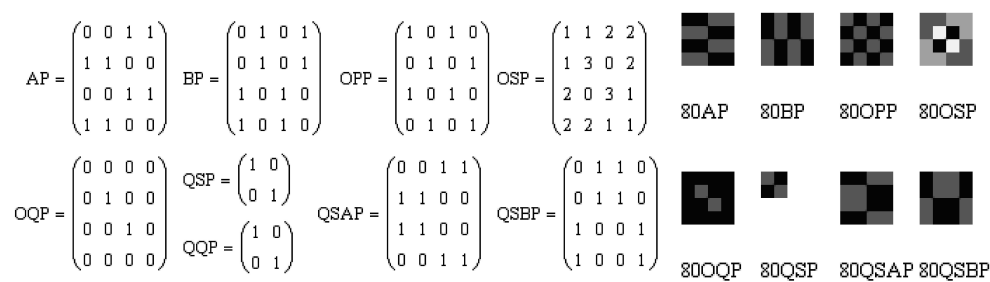 AP = ( 0 0 1 1
1 1 0 0
0 0 1 1
1 1 0 0 )
BP = ( 0 1 0 1
0 1 0 1
1 0 1 0
1 0 1 0 )
OPP = ( 1 0 1 0
0 1 0 1
1 0 1 0
0 1 0 1 )
OSP = ( 1 1 2 2
1 3 0 2
2 0 3 1
2 2 1 1 )
80AP 80BP 80OPP 80OSP
OQP = ( 0 0 0 0
0 1 0 0
0 0 1 0
0 0 0 0 )
QSP = ( 1 0
0 1 )
QQP = ( 1 0
0 1 )
QSAP = ( 0 0 1 1
1 1 0 0
1 1 0 0
0 0 1 1 )
QSBP = ( 0 1 1 0
0 1 1 0
1 0 0 1
1 0 0 1 )
80OQP 80QSP 80QSAP 80QSBP